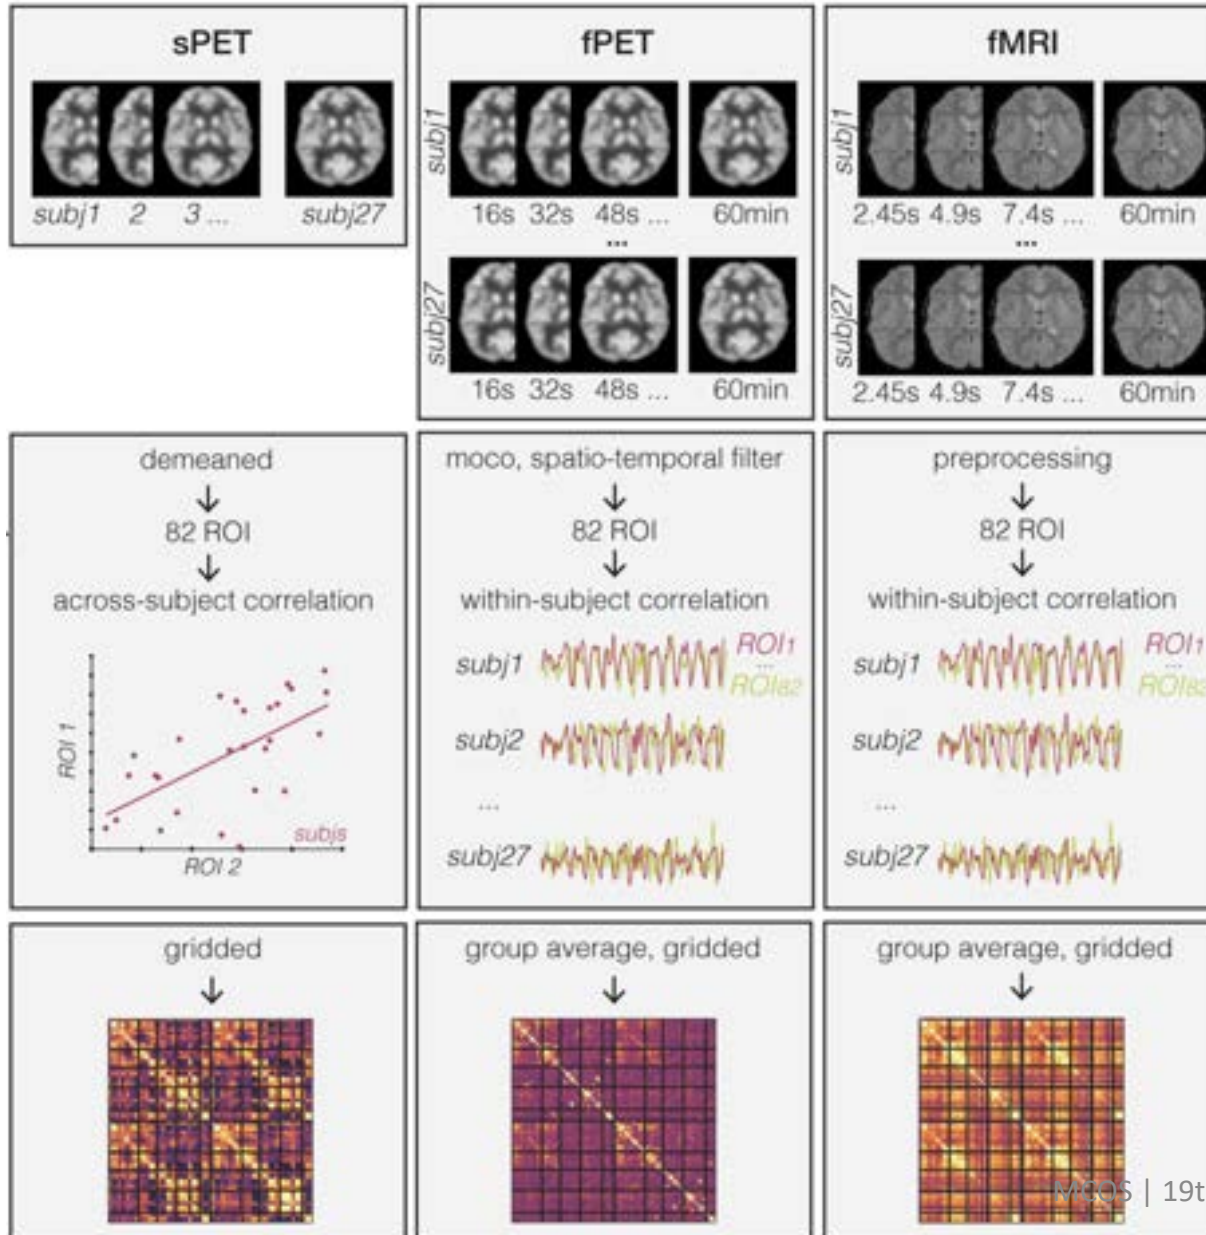 sPET
subj1 2 3 ... subj27
fPET
subj1
16s 32s 48s ... 60min
...
subj27
16s 32s 48s ... 60min
fMRI
subj1
2.45s 4.9s 7.4s ... 60min
...
subj27
2.45s 4.9s 7.4s ... 60min
demeaned
82 ROI
across-subject correlation
ROI 1
subjs
ROI 2
moco, spatio-temporal filter
82 ROI
within-subject correlation
subj1 ROI1
...
ROI82
subj2
...
subj27
preprocessing
82 ROI
within-subject correlation
subj1 ROI1
...
subj2
...
subj27
gridded
group average, gridded
group average, gridded
MCOS | 19t